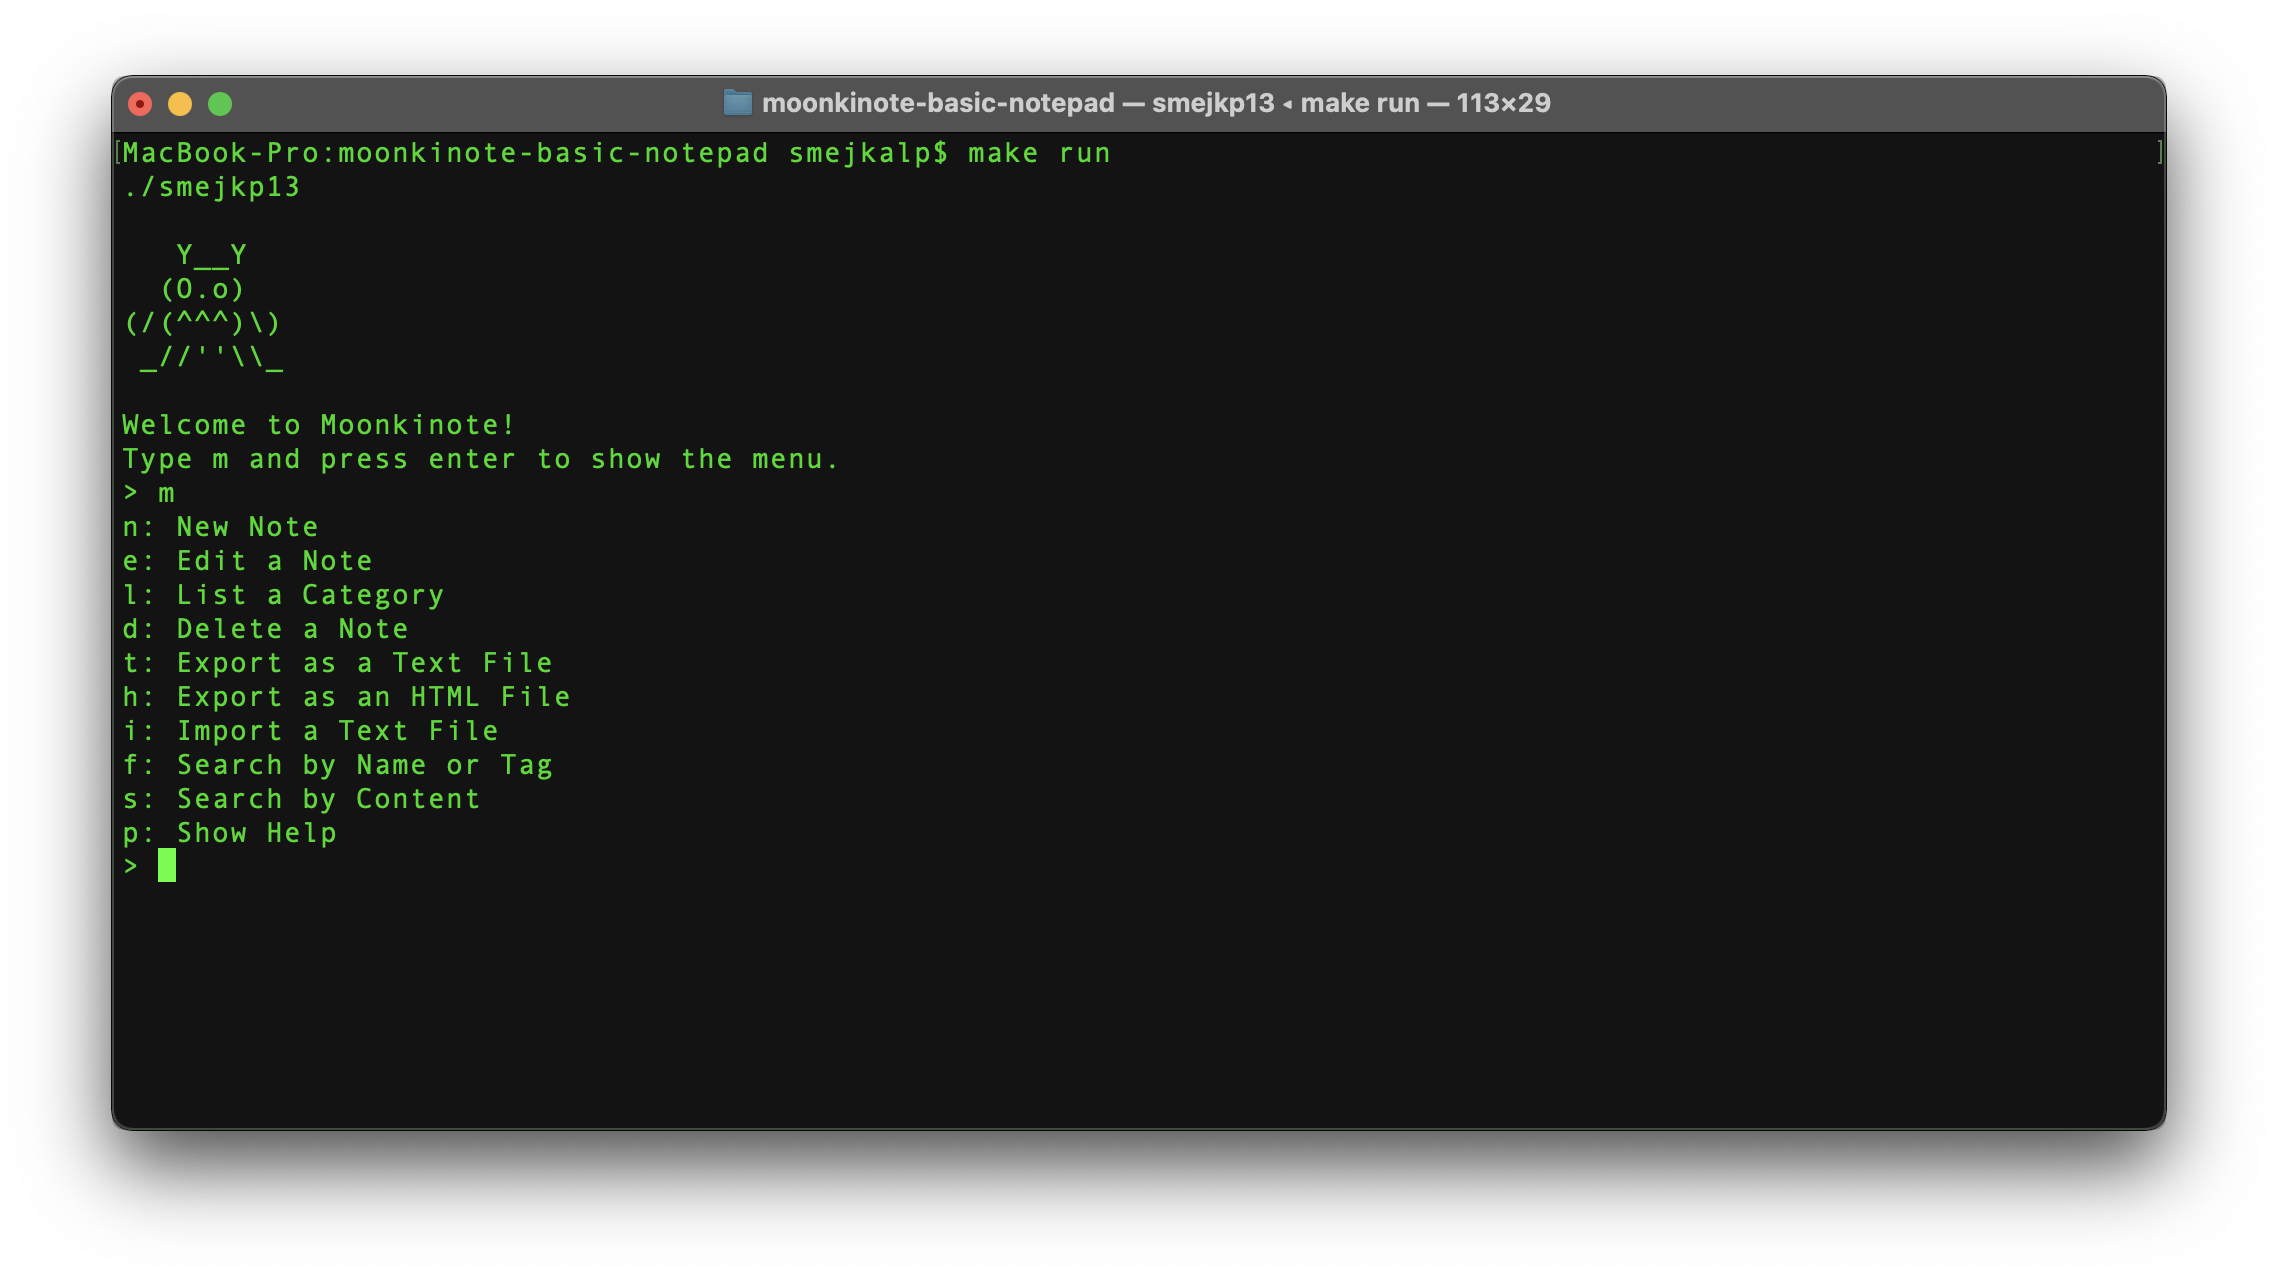 moonkinote-basic-notepad — smejkp13 ◂ make run — 113×29
[MacBook-Pro:moonkinote-basic-notepad smejkalp$ make run ]
./smejkp13
   Y__Y
  (O.o)
(/(^^^)\)
 _//''\\_
Welcome to Moonkinote!
Type m and press enter to show the menu.
> m
n: New Note
e: Edit a Note
l: List a Category
d: Delete a Note
t: Export as a Text File
h: Export as an HTML File
i: Import a Text File
f: Search by Name or Tag
s: Search by Content
p: Show Help
>